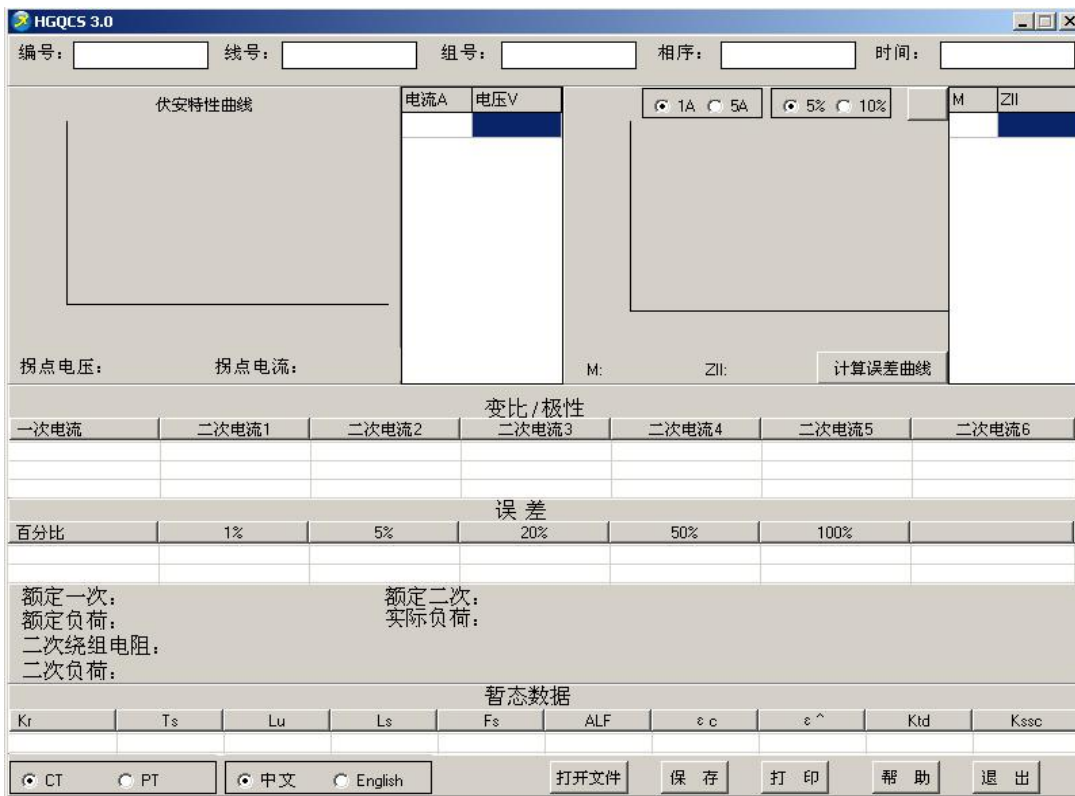 HGQCS 3.0
编号： 线号： 组号： 相序： 时间：
伏安特性曲线 电流A 电压V 1A 5A 5% 10% M ZII
拐点电压： 拐点电流： M: ZII: 计算误差曲线
变比/极性
一次电流 二次电流1 二次电流2 二次电流3 二次电流4 二次电流5 二次电流6
误 差
百分比 1% 5% 20% 50% 100%
额定一次： 额定二次：
额定负荷： 实际负荷：
二次绕组电阻：
二次负荷：
暂态数据
Kr Ts Lu Ls Fs ALF ε c ε ^ Ktd Kssc
CT PT 中文 English 打开文件 保 存 打 印 帮 助 退 出